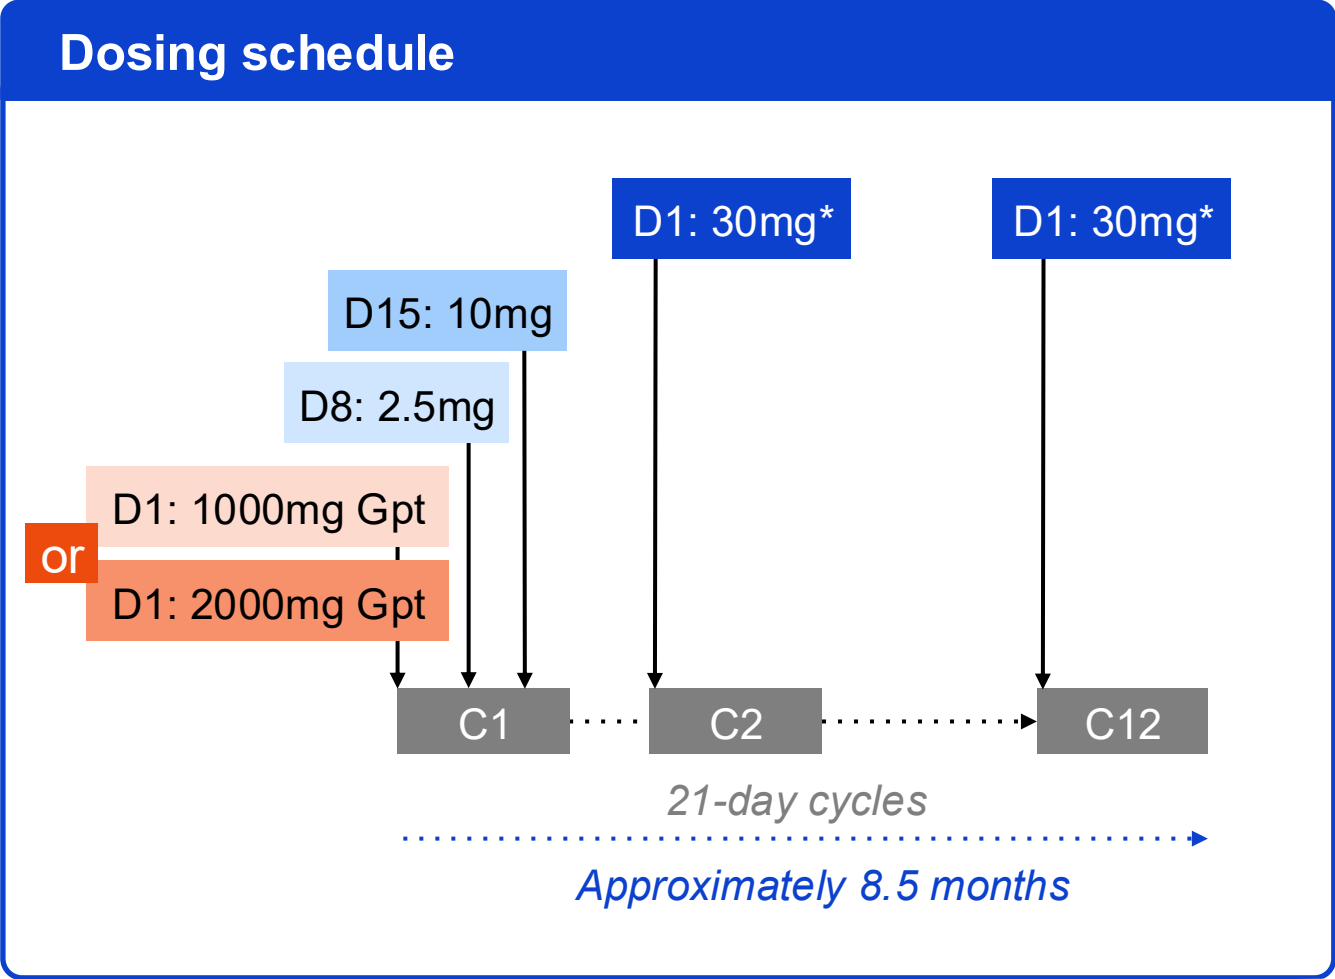 Dosing schedule
D1: 30mg*
D1: 30mg*
D15: 10mg
D8: 2.5mg
D1: 1000mg Gpt
or
D1: 2000mg Gpt
C1
C2
C12
21-day cycles
Approximately 8.5 months